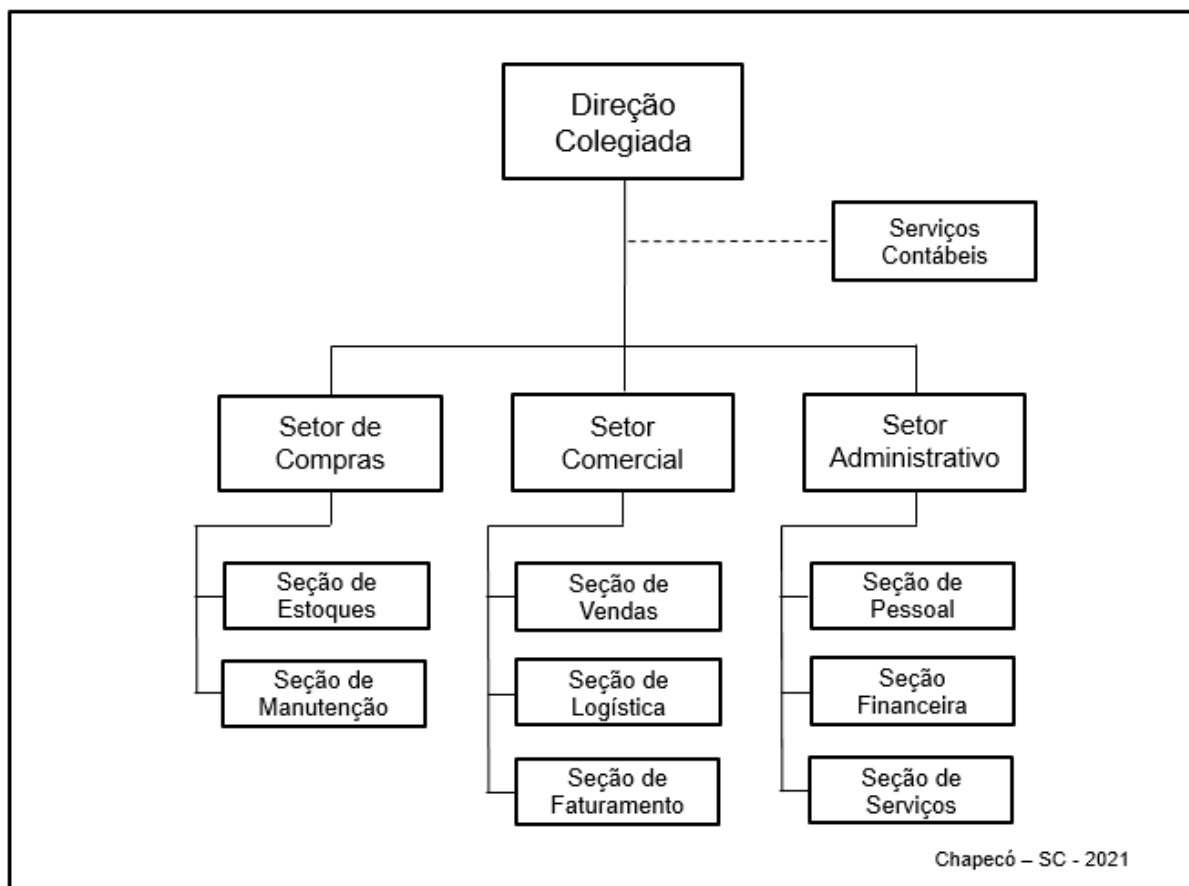 Direção
Colegiada
Serviços
Contábeis
Setor de
Compras
Setor
Comercial
Setor
Administrativo
Seção de
Estoques
Seção de
Manutenção
Seção de
Vendas
Seção de
Logística
Seção de
Faturamento
Seção de
Pessoal
Seção
Financeira
Seção de
Serviços
Chapecó – SC - 2021